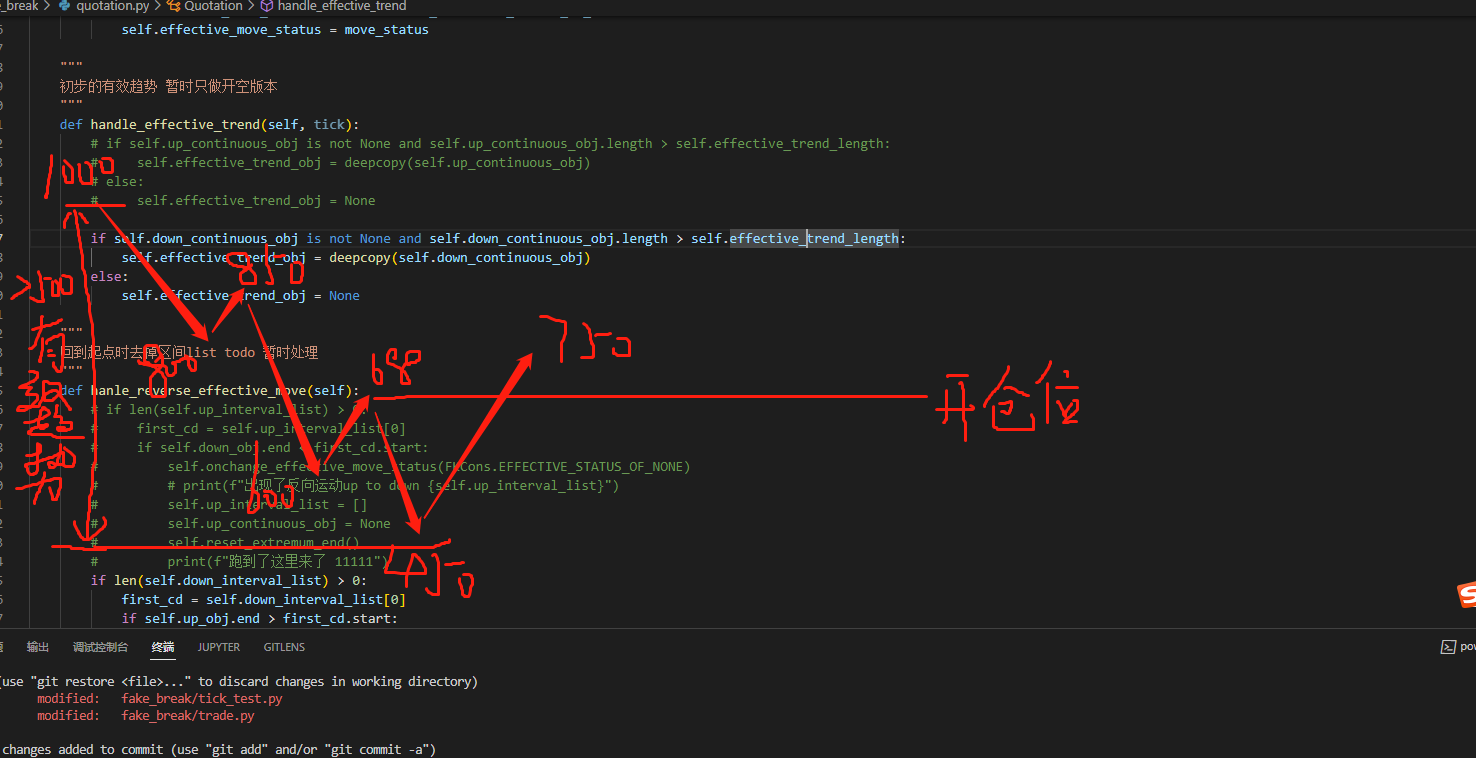 _break > quotation.py > Quotation > handle_effective_trend
self.effective_move_status = move_status
"""
初步的有效趋势 暂时只做开空版本
"""
def handle_effective_trend(self, tick):
# if self.up_continuous_obj is not None and self.up_continuous_obj.length > self.effective_trend_length:
#     self.effective_trend_obj = deepcopy(self.up_continuous_obj)
1000
# else:
#     self.effective_trend_obj = None
if self.down_continuous_obj is not None and self.down_continuous_obj.length > self.effective_trend_length:
self.effective_trend_obj = deepcopy(self.down_continuous_obj)
850
else:
>500
self.effective_trend_obj = None
有效趋势
750
"""
回到起点时去掉区间list todo 暂时处理
800
"""
def hanle_reverse_effective_move(self):
开仓位
# if len(self.up_interval_list) > 0:
#     first_cd = self.up_interval_list[0]
#     if self.down_obj.end < first_cd.start:
#         self.onchange_effective_move_status(FKCons.EFFECTIVE_STATUS_OF_NONE)
#         # print(f"出现了反向运动up to down {self.up_interval_list}")
600
#         self.up_interval_list = []
#         self.up_continuous_obj = None
#         self.reset_extremum_end()
#         print(f"跑到了这里来了 11111")
450
if len(self.down_interval_list) > 0:
first_cd = self.down_interval_list[0]
if self.up_obj.end > first_cd.start:
输出 调试控制台 终端 JUPYTER GITLENS
(use "git restore <file>..." to discard changes in working directory)
modified:   fake_break/tick_test.py
modified:   fake_break/trade.py
changes added to commit (use "git add" and/or "git commit -a")